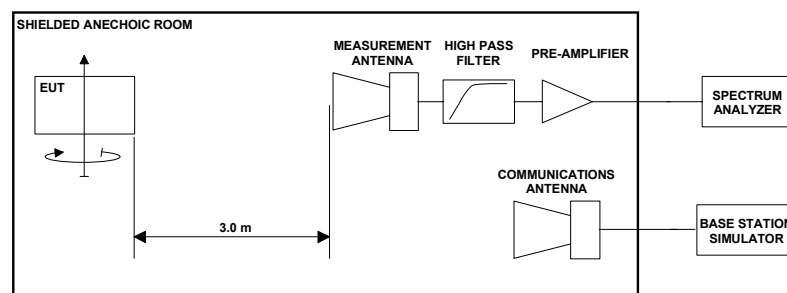 SHIELDED ANECHOIC ROOM
EUT
MEASUREMENT
ANTENNA
HIGH PASS
FILTER
PRE-AMPLIFIER
SPECTRUM
ANALYZER
COMMUNICATIONS
ANTENNA
3.0 m
BASE STATION
SIMULATOR